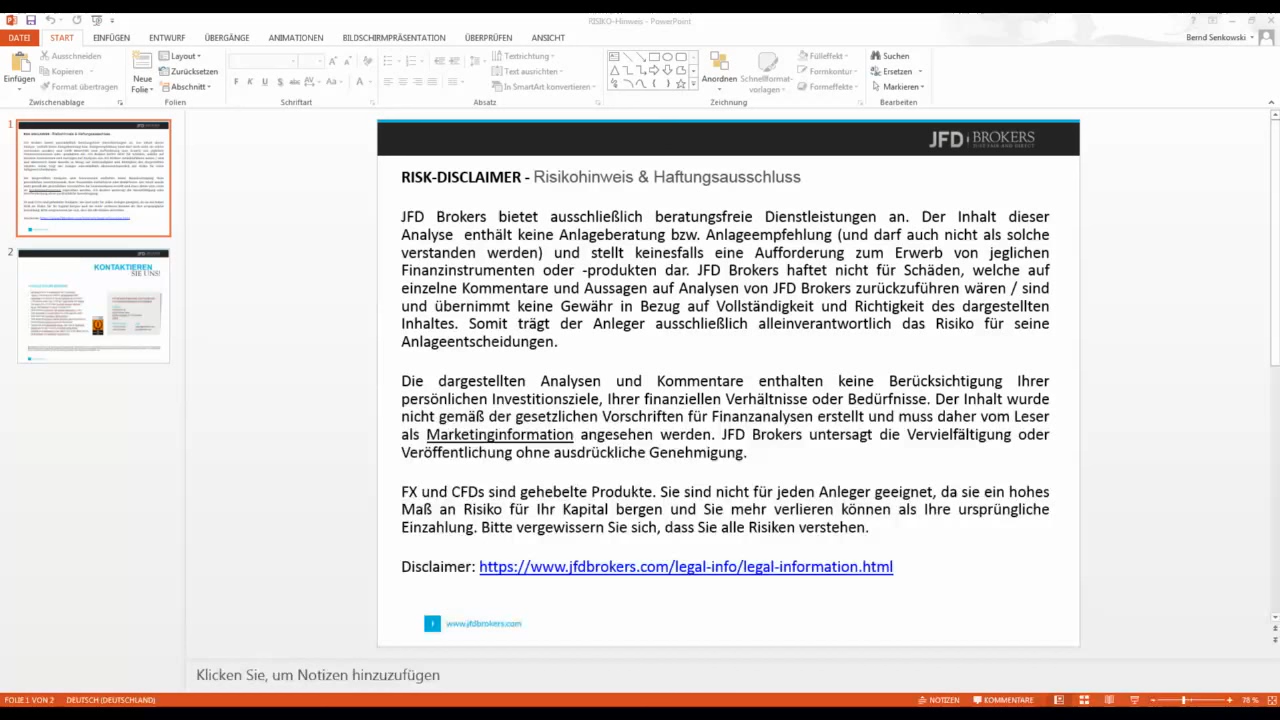 RISIKO-Hinweis - PowerPoint
DATEI START EINFÜGEN ENTWURF ÜBERGÄNGE ANIMATIONEN BILDSCHIRMPRÄSENTATION ÜBERPRÜFEN ANSICHT
Bernd Senkowski
Einfügen
Ausschneiden
Kopieren
Format übertragen
Zwischenablage
Neue
Folie
Layout
Zurücksetzen
Abschnitt
Folien
F K U S abc AV Aa A
Schriftart
Textrichtung
Text ausrichten
In SmartArt konvertieren
Absatz
Anordnen
Schnellformat-
vorlagen
Fülleffekt
Formkontur
Formeffekte
Zeichnung
Suchen
Ersetzen
Markieren
Bearbeiten
1
2
KONTAKTIEREN
SIE UNS!
JFD BROKERS
JUST FAIR AND DIRECT
RISK-DISCLAIMER - Risikohinweis & Haftungsausschluss
JFD Brokers bietet ausschließlich beratungsfreie Dienstleistungen an. Der Inhalt dieser
Analyse enthält keine Anlageberatung bzw. Anlageempfehlung (und darf auch nicht als solche
verstanden werden) und stellt keinesfalls eine Aufforderung zum Erwerb von jeglichen
Finanzinstrumenten oder -produkten dar. JFD Brokers haftet nicht für Schäden, welche auf
einzelne Kommentare und Aussagen auf Analysen von JFD Brokers zurückzuführen wären / sind
und übernimmt keine Gewähr in Bezug auf Vollständigkeit und Richtigkeit des dargestellten
Inhaltes. Somit trägt der Anleger ausschließlich alleinverantwortlich das Risiko für seine
Anlageentscheidungen.
Die dargestellten Analysen und Kommentare enthalten keine Berücksichtigung Ihrer
persönlichen Investitionsziele, Ihrer finanziellen Verhältnisse oder Bedürfnisse. Der Inhalt wurde
nicht gemäß der gesetzlichen Vorschriften für Finanzanalysen erstellt und muss daher vom Leser
als Marketinginformation angesehen werden. JFD Brokers untersagt die Vervielfältigung oder
Veröffentlichung ohne ausdrückliche Genehmigung.
FX und CFDs sind gehebelte Produkte. Sie sind nicht für jeden Anleger geeignet, da sie ein hohes
Maß an Risiko für Ihr Kapital bergen und Sie mehr verlieren können als Ihre ursprüngliche
Einzahlung. Bitte vergewissern Sie sich, dass Sie alle Risiken verstehen.
Disclaimer: https://www.jfdbrokers.com/legal-info/legal-information.html
1 www.jfdbrokers.com
Klicken Sie, um Notizen hinzuzufügen
FOLIE 1 VON 2 DEUTSCH (DEUTSCHLAND) NOTIZEN KOMMENTARE 78 %